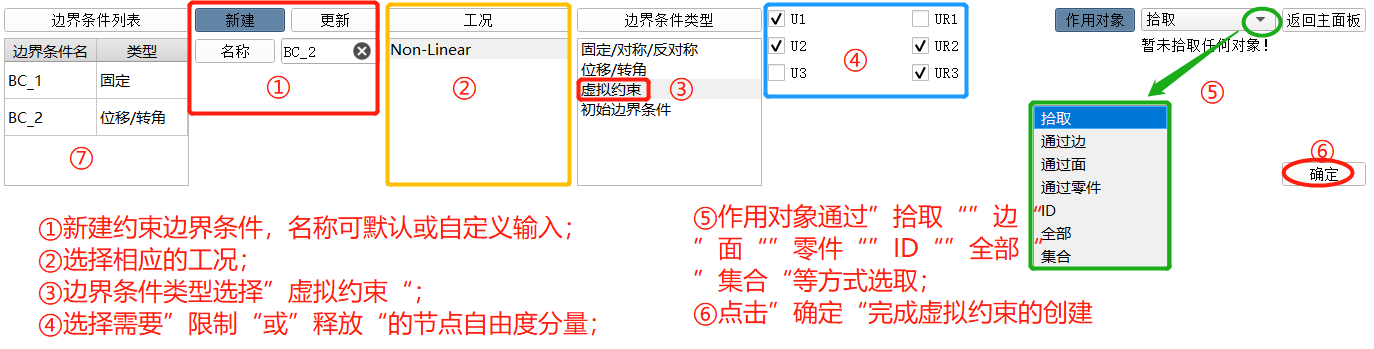 边界条件列表
边界条件名 类型
BC_1 固定
BC_2 位移/转角
⑦
新建 更新
名称 BC_2
①
工况
Non-Linear
②
边界条件类型
固定/对称/反对称
位移/转角
虚拟约束
初始边界条件
③
U1 UR1
U2 UR2
U3 UR3
④
作用对象 拾取 返回主面板
暂未拾取任何对象!
⑤
拾取
通过边
通过面
通过零件
ID
全部
集合
⑥
确定
①新建约束边界条件，名称可默认或自定义输入；
②选择相应的工况；
③边界条件类型选择”虚拟约束“；
④选择需要”限制“或”释放“的节点自由度分量；
⑤作用对象通过”拾取“”边“
”面“”零件“”ID“”全部“
”集合“等方式选取；
⑥点击”确定“完成虚拟约束的创建